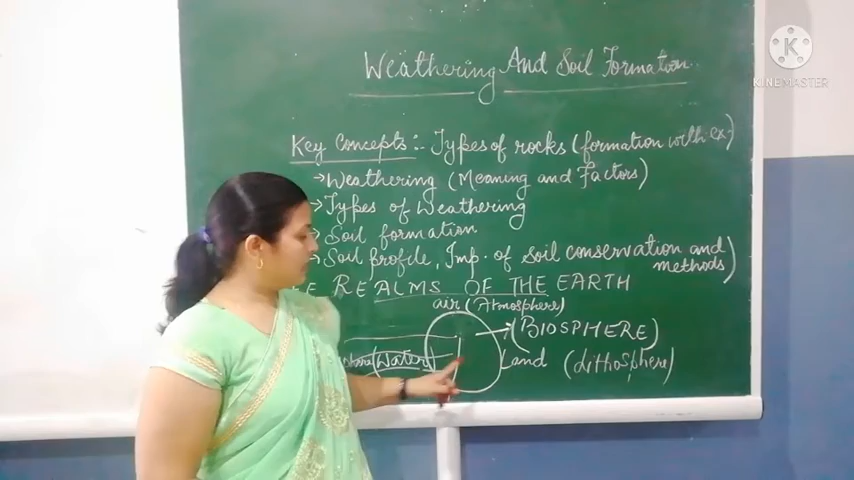 Weathering And Soil Formation
Key Concepts:- Types of rocks (formation with ex:)
→Weathering (Meaning and Factors)
→Types of Weathering
→Soil formation
→Soil profile, Imp. of Soil conservation and methods)
REALMS OF THE EARTH
air (Atmosphere)
(BIOSPHERE)
(Water)
Land (Lithosphere)
K
KINEMASTER